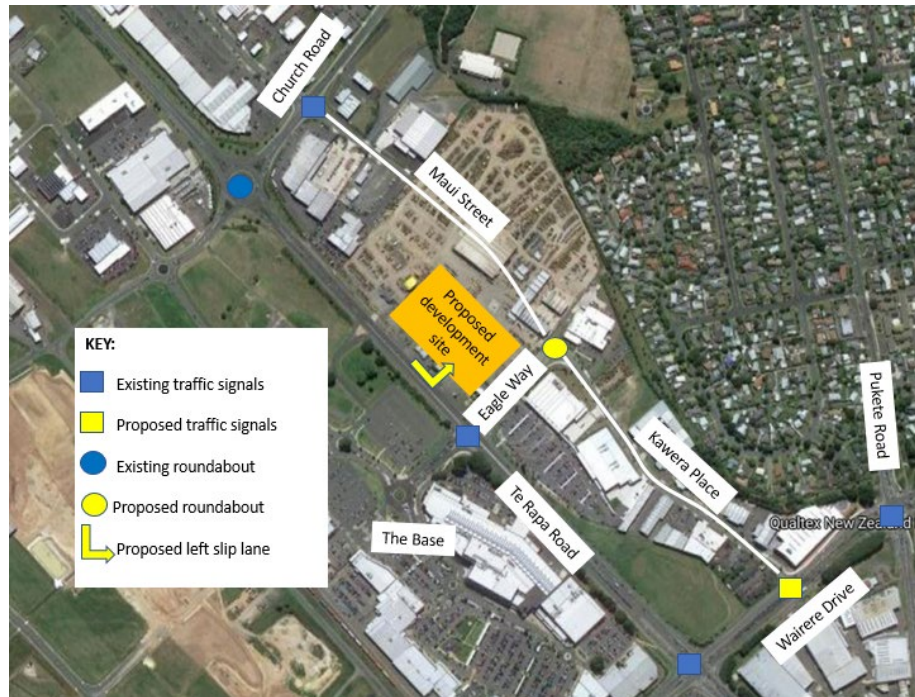 Church Road
Maui Street
Proposed
development
site
Eagle Way
KEY:
Existing traffic signals
Proposed traffic signals
Existing roundabout
Proposed roundabout
Proposed left slip lane
Pukete Road
Kawera Place
Qualtex New Zealand
Te Rapa Road
The Base
Wairere Drive